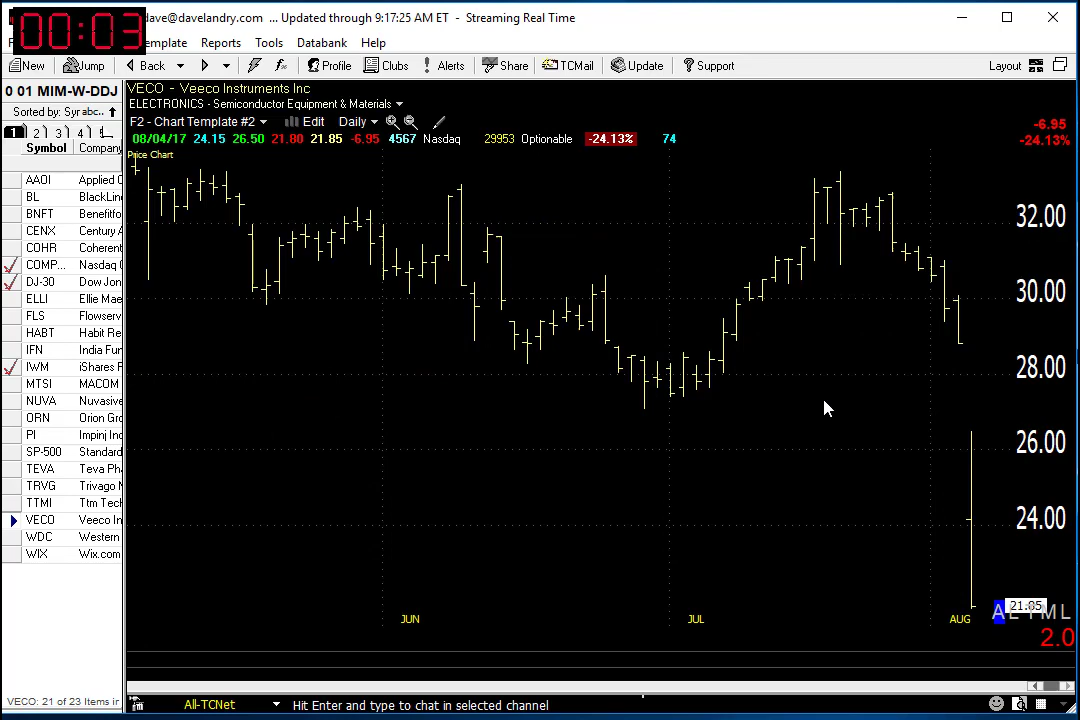 00:03
dave@davelandry.com ... Updated through 9:17:25 AM ET - Streaming Real Time
emplate Reports Tools Databank Help
New Jump Back Profile Clubs Alerts Share TCMail Update Support Layout
0 01 MIM-W-DDJ
Sorted by: Syr abc..
1 2 3 4 5
Symbol Company
AAOI Applied O
BL BlackLin
BNFT Benefitfo
CENX Century A
COHR Coherent
COMP... Nasdaq C
DJ-30 Dow Jon
ELLI Ellie Mae
FLS Flowserv
HABT Habit Re
IFN India Fun
IWM iShares R
MTSI MACOM
NUVA Nuvasive
ORN Orion Gro
PI Impinj Inc
SP-500 Standard
TEVA Teva Pha
TRVG Trivago N
TTMI Ttm Tech
VECO Veeco In
WDC Western
WIX Wix.com
VECO: 21 of 23 Items ir
VECO - Veeco Instruments Inc
ELECTRONICS - Semiconductor Equipment & Materials
F2 - Chart Template #2 Edit Daily
08/04/17 24.15 26.50 21.80 21.85 -6.95 4567 Nasdaq 29953 Optionable -24.13% 74
-6.95
-24.13%
Price Chart
32.00
30.00
28.00
26.00
24.00
21.85
JUN JUL AUG
2.0
All-TCNet Hit Enter and type to chat in selected channel